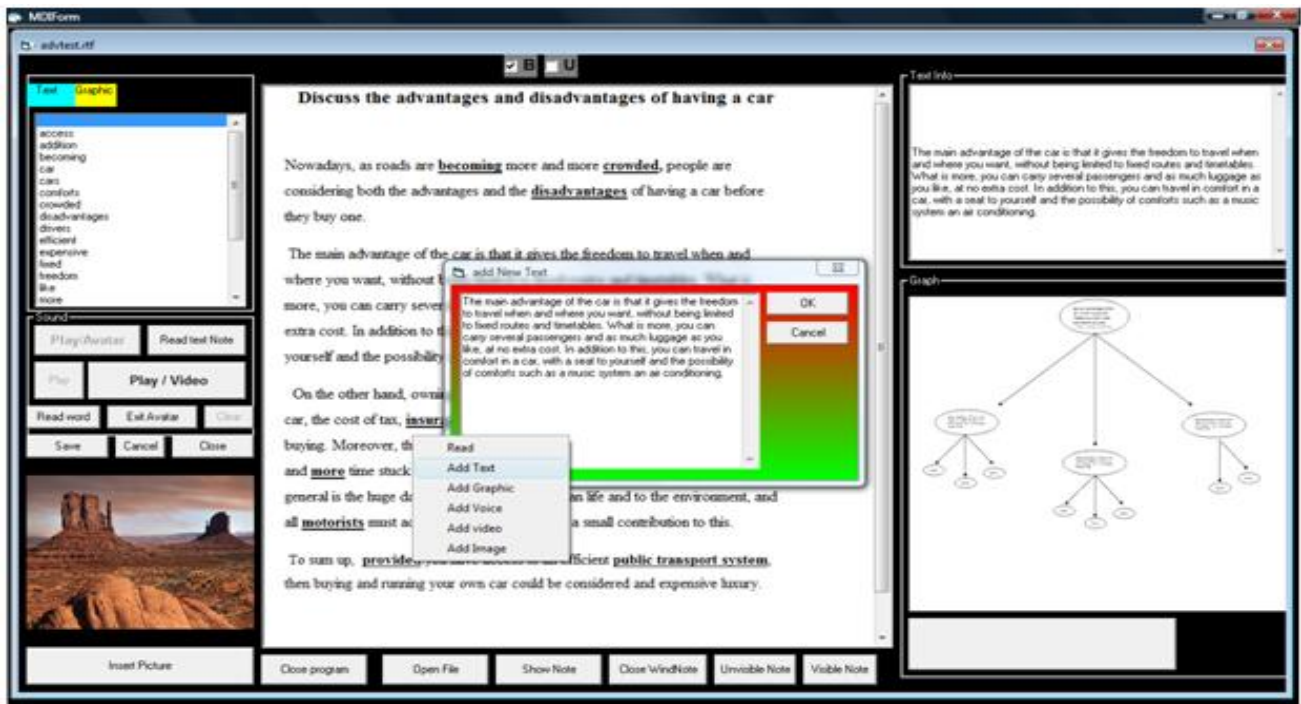 MDIForm
advtest.rtf
B U
Text Graphic
access
addition
becoming
car
cars
comforts
crowded
disadvantages
drivers
efficient
expensive
fixed
freedom
like
more
Sound
Play/Avatar Read text Note
Play Play / Video
Read word Exit Avatar Clear
Save Cancel Close
Insert Picture
Discuss the advantages and disadvantages of having a car
Nowadays, as roads are becoming more and more crowded, people are
considering both the advantages and the disadvantages of having a car before
they buy one.
The main advantage of the car is that it gives the freedom to travel when and
where you want, without
more, you can carry
extra cost. In addition to
yourself and the possibility
On the other hand,
car, the cost of tax,
buying. Moreover,
and more time stuck
general is the huge life and to the environment, and
all motorists must a small contribution to this.
To sum up, provided efficient public transport system,
then buying and running your own car could be considered and expensive luxury.
add New Text
The main advantage of the car is that it gives the freedom
to travel when and where you want, without being limited
to fixed routes and timetables. What is more, you can
carry several passengers and as much luggage as you
like, at no extra cost. In addition to this, you can travel in
comfort in a car, with a seat to yourself and the possibility
of comforts such as a music system an air conditioning.
OK
Cancel
Read
Add Text
Add Graphic
Add Voice
Add video
Add Image
Close program Open File Show Note Close WindNote Unvisible Note Visible Note
Text Info
The main advantage of the car is that it gives the freedom to travel when
and where you want, without being limited to fixed routes and timetables.
What is more, you can carry several passengers and as much luggage as
you like, at no extra cost. In addition to this, you can travel in comfort in a
car, with a seat to yourself and the possibility of comforts such as a music
system an air conditioning.
Graph